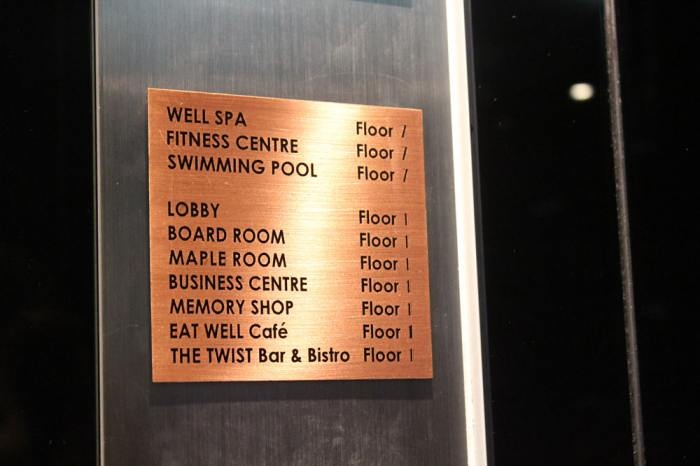 WELL SPA Floor 7
FITNESS CENTRE Floor 7
SWIMMING POOL Floor 7
LOBBY Floor 1
BOARD ROOM Floor 1
MAPLE ROOM Floor 1
BUSINESS CENTRE Floor 1
MEMORY SHOP Floor 1
EAT WELL Café Floor 1
THE TWIST Bar & Bistro Floor 1